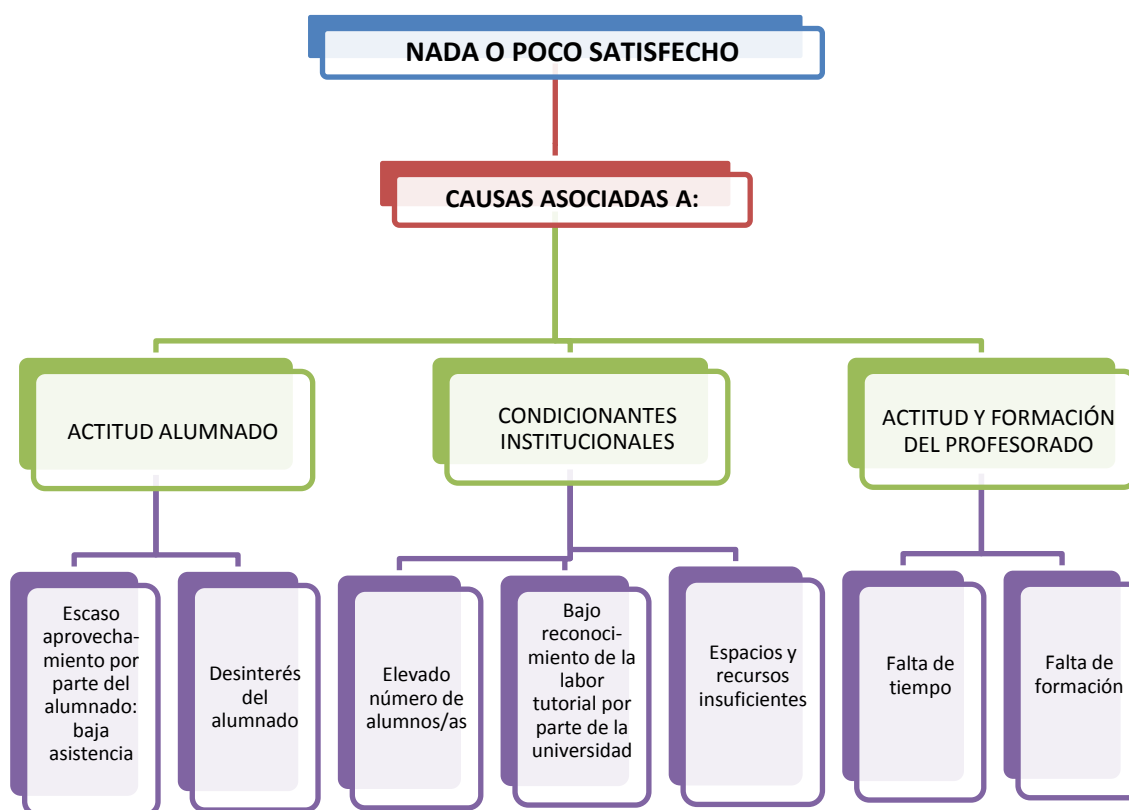 NADA O POCO SATISFECHO
CAUSAS ASOCIADAS A:
ACTITUD ALUMNADO
CONDICIONANTES
INSTITUCIONALES
ACTITUD Y FORMACIÓN
DEL PROFESORADO
Escaso
aprovecha-
miento por
parte del
alumnado:
baja
asistencia
Desinterés
del
alumnado
Elevado
número de
alumnos/as
Bajo
reconoci-
miento de la
labor
tutorial por
parte de la
universidad
Espacios y
recursos
insuficientes
Falta de
tiempo
Falta de
formación